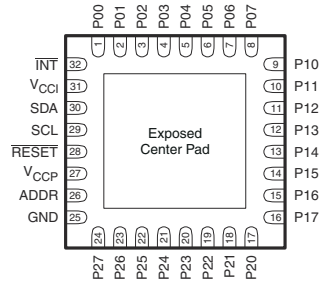 P00 P01 P02 P03 P04 P05 P06 P07
1 2 3 4 5 6 7 8
INT 32 9 P10
VCCI 31 10 P11
SDA 30 11 P12
SCL 29 12 P13
RESET 28 13 P14
VCCP 27 14 P15
ADDR 26 15 P16
GND 25 16 P17
Exposed
Center Pad
24 23 22 21 20 19 18 17
P27 P26 P25 P24 P23 P22 P21 P20